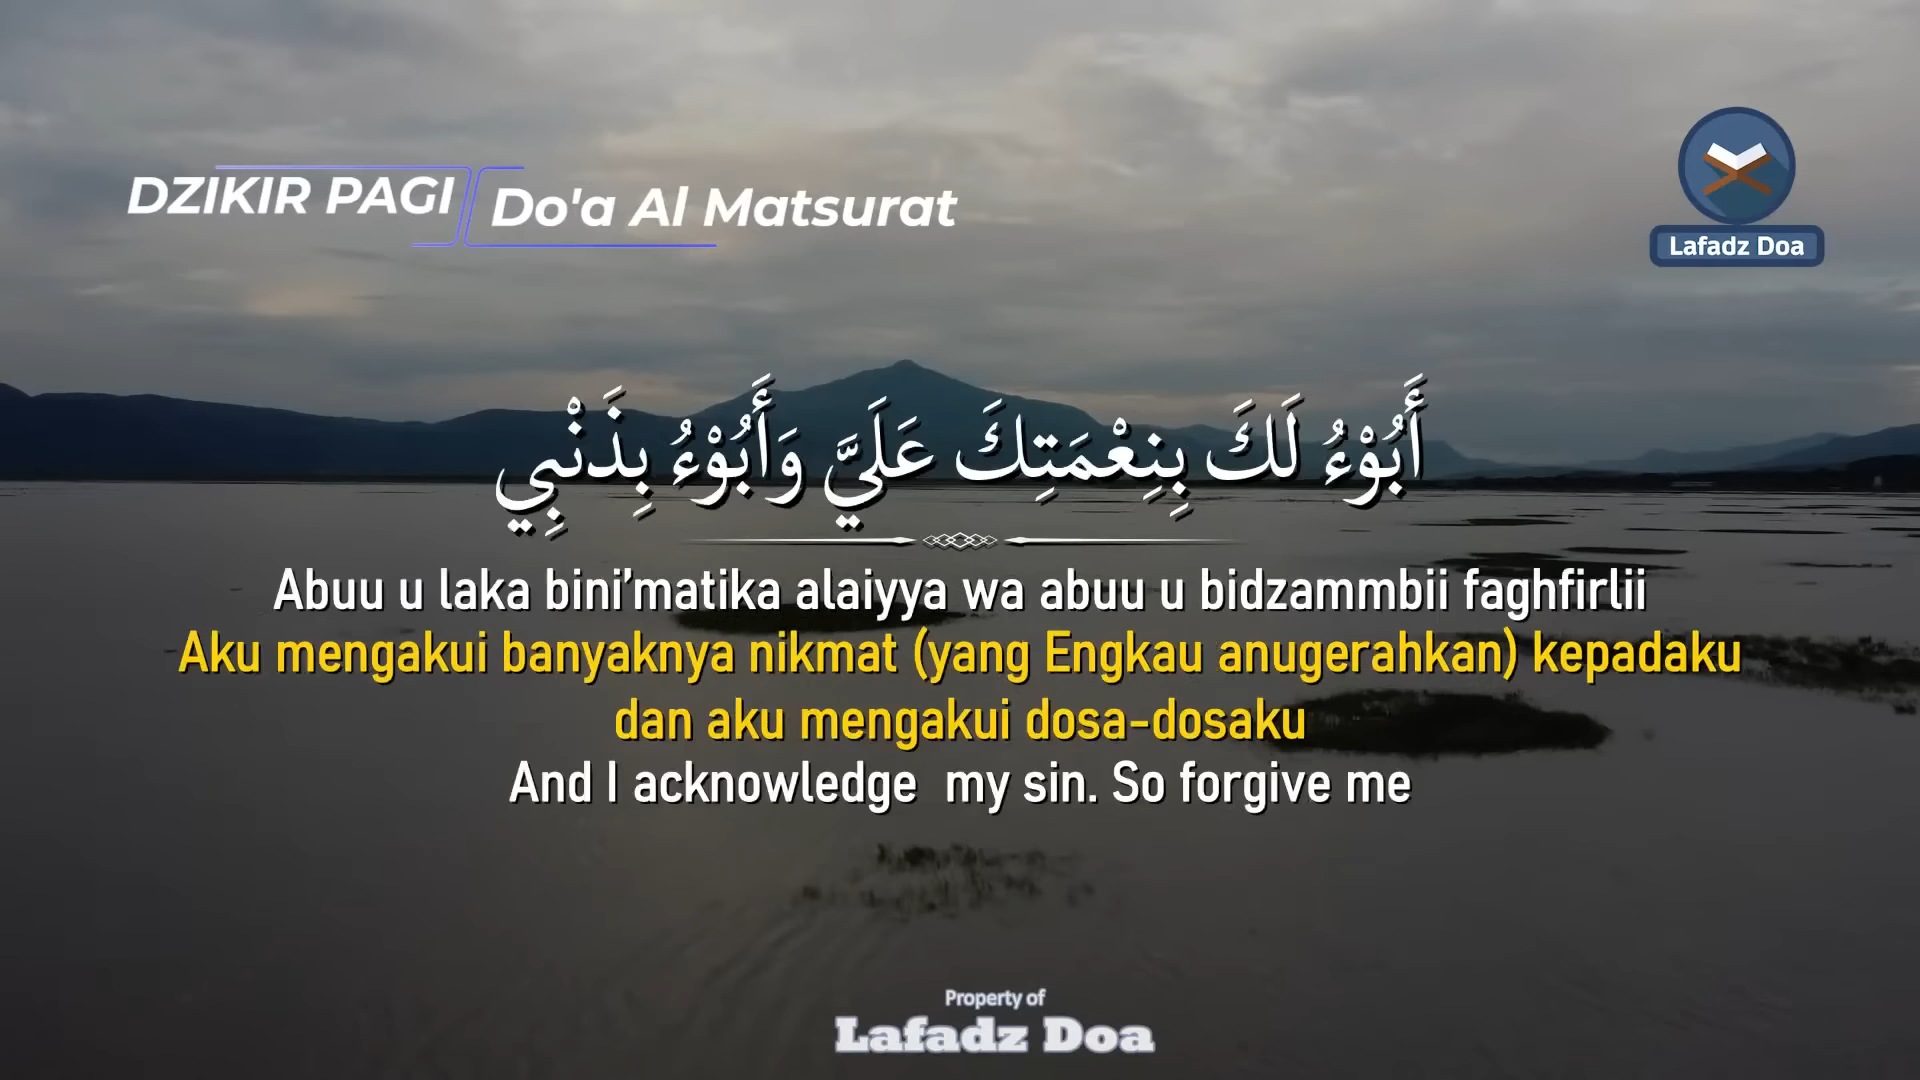 DZIKIR PAGI
Do'a Al Matsurat
Lafadz Doa
أَبُوْءُ لَكَ بِنِعْمَتِكَ عَلَيَّ وَأَبُوْءُ بِذَنْبِي
Abuu u laka bini’matika alaiyya wa abuu u bidzammbii faghfirlii
Aku mengakui banyaknya nikmat (yang Engkau anugerahkan) kepadaku
dan aku mengakui dosa-dosaku
And I acknowledge  my sin. So forgive me
Property of
Lafadz Doa